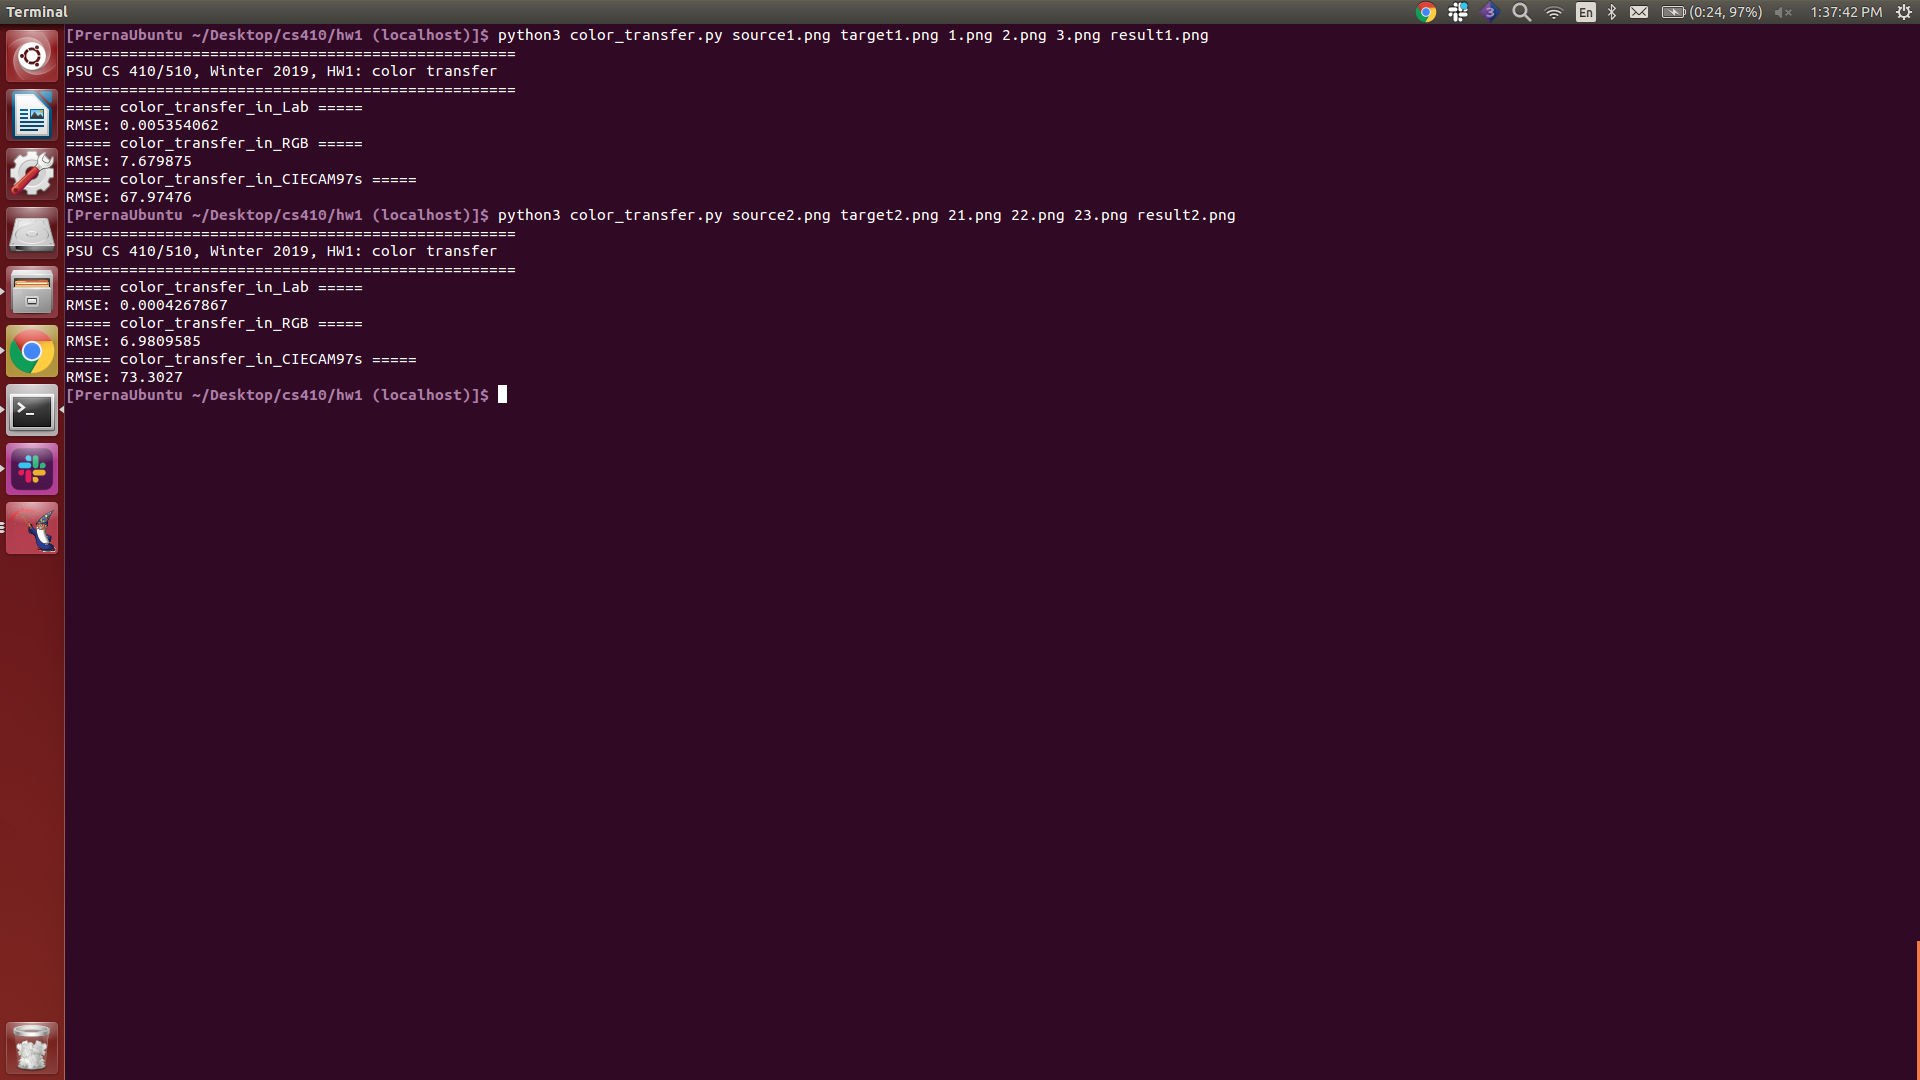 Terminal
3
En
(0:24, 97%)
1:37:42 PM
[PrernaUbuntu ~/Desktop/cs410/hw1 (localhost)]$ python3 color_transfer.py source1.png target1.png 1.png 2.png 3.png result1.png
==================================================
PSU CS 410/510, Winter 2019, HW1: color transfer
==================================================
===== color_transfer_in_Lab =====
RMSE: 0.005354062
===== color_transfer_in_RGB =====
RMSE: 7.679875
===== color_transfer_in_CIECAM97s =====
RMSE: 67.97476
[PrernaUbuntu ~/Desktop/cs410/hw1 (localhost)]$ python3 color_transfer.py source2.png target2.png 21.png 22.png 23.png result2.png
==================================================
PSU CS 410/510, Winter 2019, HW1: color transfer
==================================================
===== color_transfer_in_Lab =====
RMSE: 0.0004267867
===== color_transfer_in_RGB =====
RMSE: 6.9809585
===== color_transfer_in_CIECAM97s =====
RMSE: 73.3027
[PrernaUbuntu ~/Desktop/cs410/hw1 (localhost)]$